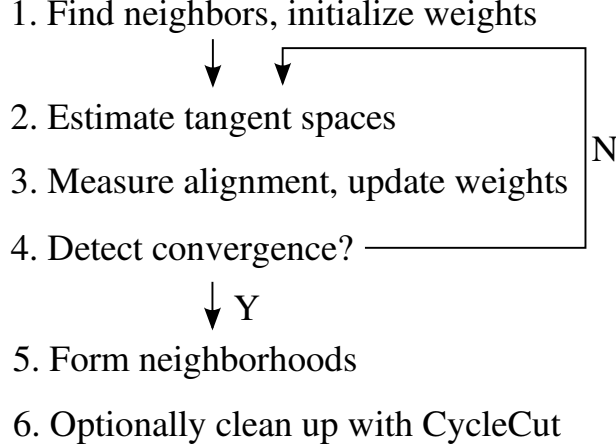 1. Find neighbors, initialize weights
2. Estimate tangent spaces
N
3. Measure alignment, update weights
4. Detect convergence?
Y
5. Form neighborhoods
6. Optionally clean up with CycleCut